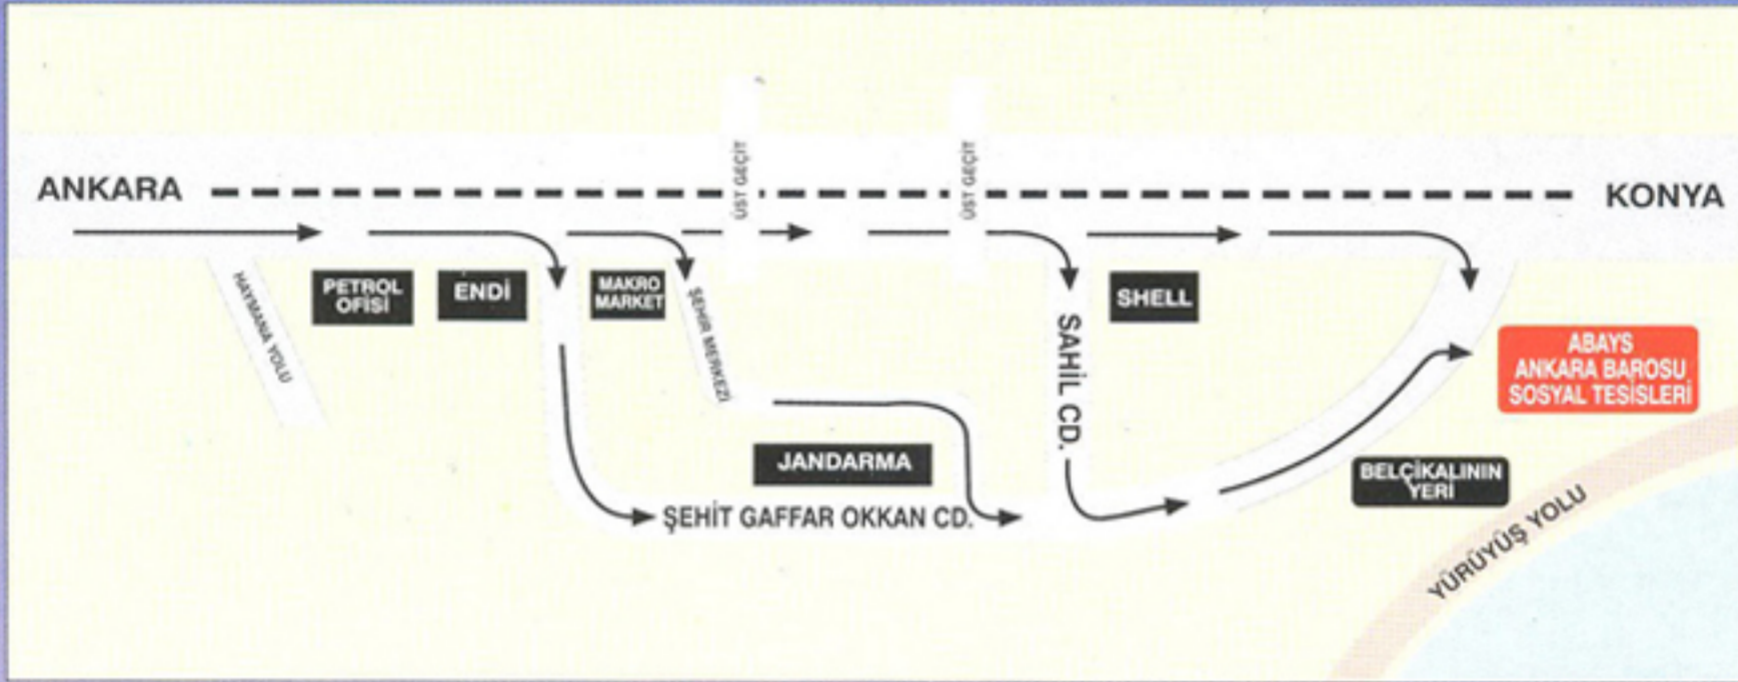 ANKARA
KONYA
ÜST GEÇİT
ÜST GEÇİT
HAYMANA YOLU
PETROL
OFİSİ
ENDİ
MAKRO
MARKET
ŞEHİR MERKEZİ
SAHİL CD.
SHELL
ABAYS
ANKARA BAROSU
SOSYAL TESİSLERİ
JANDARMA
BELÇİKALININ
YERİ
ŞEHİT GAFFAR OKKAN CD.
YÜRÜYÜŞ YOLU